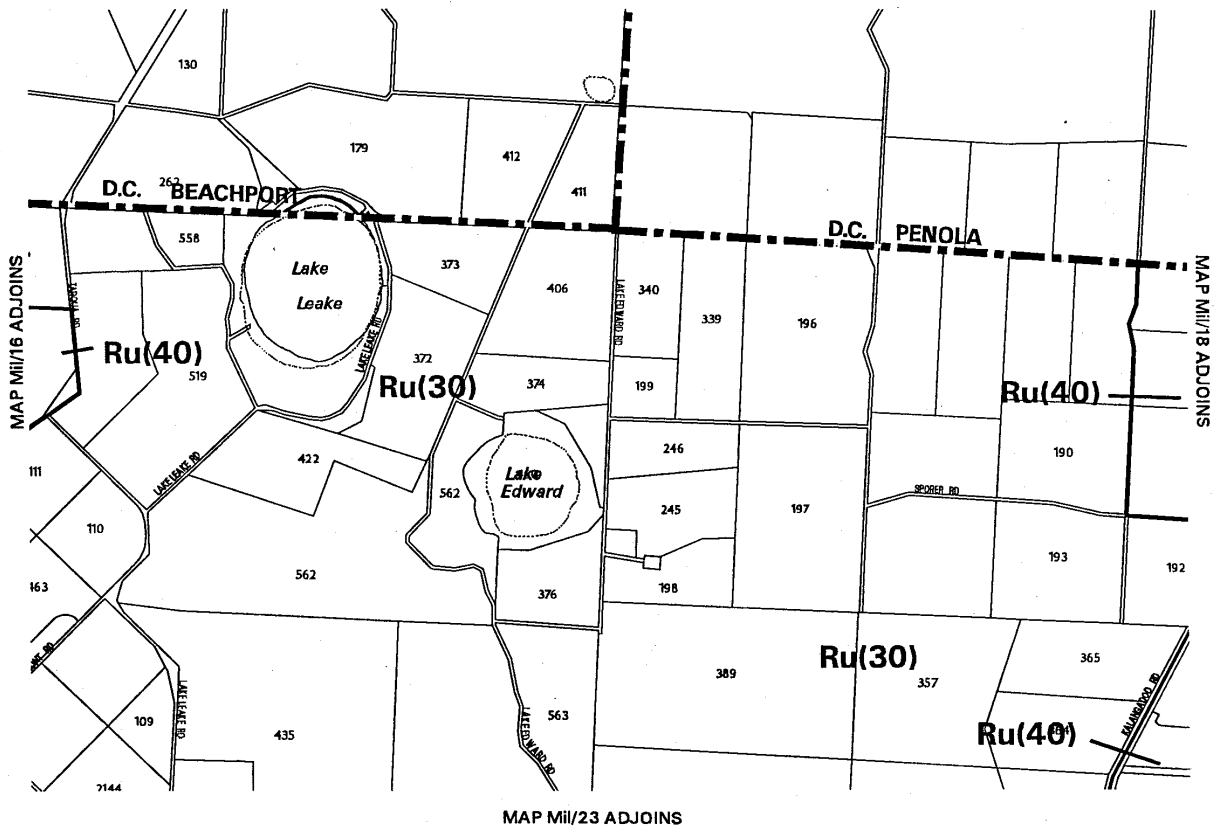 130
179
412
411
262
D.C. BEACHPORT
D.C. PENOLA
558
Lake
Leake
373
406
340
339
196
MAP Mil/16 ADJOINS
MAP Mil/18 ADJOINS
LAKE EDWARD RD
LAKE LEAKE RD
Ru(40)
519
372
Ru(30)
374
199
Ru(40)
422
246
190
111
LAKE LEAKE RD
562
Lake
Edward
SPORER RD
110
245
197
562
193
192
463
376
198
389
Ru(30)
357
365
KALANGADOO RD
109
LAKE LEAKE RD
435
LAKE EDWARD RD
563
Ru(40)
2144
MAP Mil/23 ADJOINS